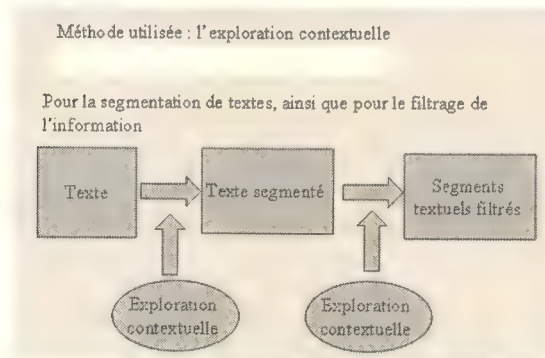 Méthode utilisée : l'exploration contextuelle
Pour la segmentation de textes, ainsi que pour le filtrage de
l'information
Texte
Texte segmenté
Segments
textuels filtrés
Exploration
contextuelle
Exploration
contextuelle